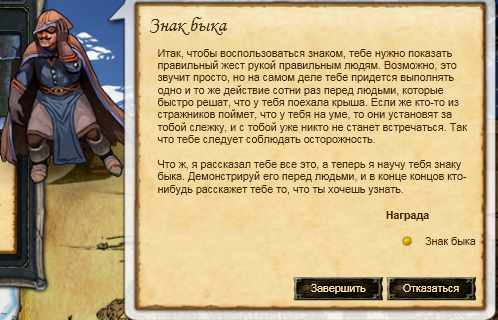 Знак быка
Итак, чтобы воспользоваться знаком, тебе нужно показать
правильный жест рукой правильным людям. Возможно, это
звучит просто, но на самом деле тебе придется выполнять
одно и то же действие сотни раз перед людьми, которые
быстро решат, что у тебя поехала крыша. Если же кто-то из
стражников поймет, что у тебя на уме, то они установят за
тобой слежку, и с тобой уже никто не станет встречаться. Так
что тебе следует соблюдать осторожность.
Что ж, я рассказал тебе все это, а теперь я научу тебя знаку
быка. Демонстрируй его перед людьми, и в конце концов кто-
нибудь расскажет тебе то, что ты хочешь узнать.
Награда
Знак быка
Завершить
Отказаться